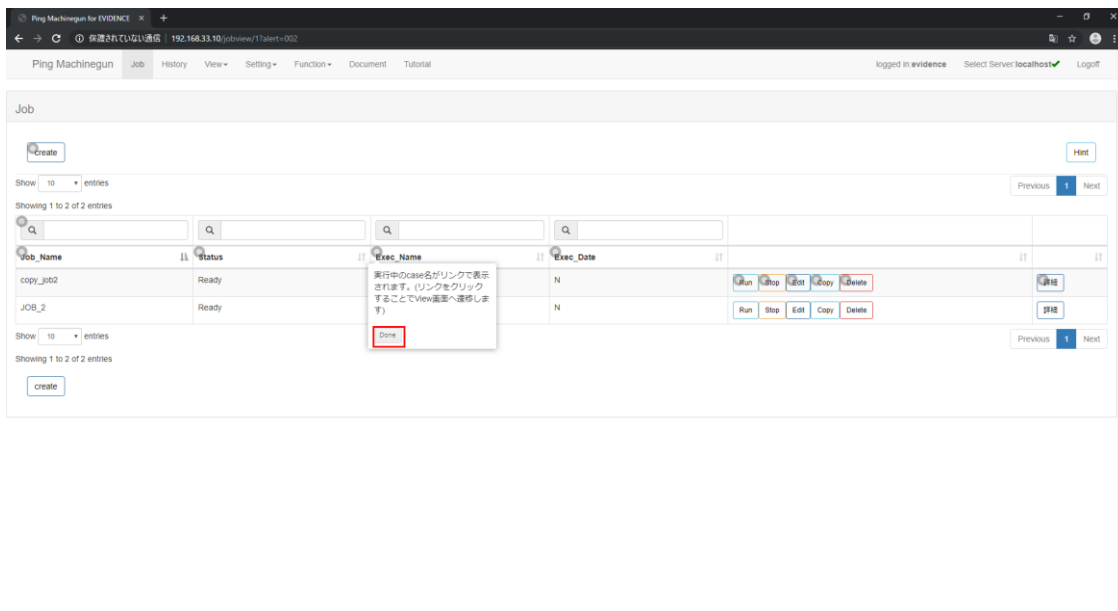 Ping Machinegun for EVIDENCE × +
保護されていない通信 | 192.168.33.10/jobview/1?alert=002
Ping Machinegun Job History View Setting Function Document Tutorial logged in:evidence Select Server:localhost Logoff
Job
create Hint
Show 10 entries Previous 1 Next
Showing 1 to 2 of 2 entries
Job_Name Status Exec_Name Exec_Date
copy_job2 Ready N Run Stop Edit Copy Delete 詳細
JOB_2 Ready N Run Stop Edit Copy Delete 詳細
実行中のcase名がリンクで表示
されます。(リンクをクリック
することでView画面へ遷移しま
す)
Done
Show 10 entries Previous 1 Next
Showing 1 to 2 of 2 entries
create